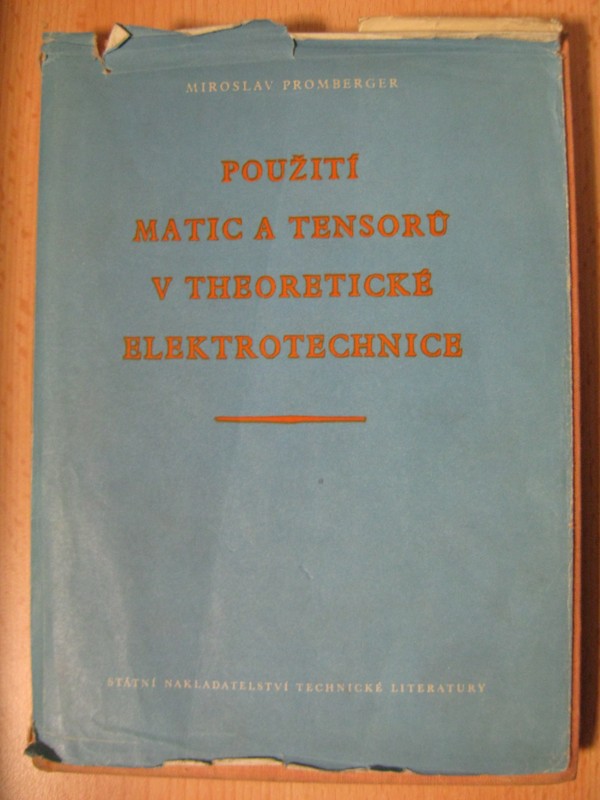 MIROSLAV PROMBERGER
POUŽITÍ
MATIC A TENSORŮ
V THEORETICKÉ
ELEKTROTECHNICE
STÁTNÍ NAKLADATELSTVÍ TECHNICKÉ LITERATURY